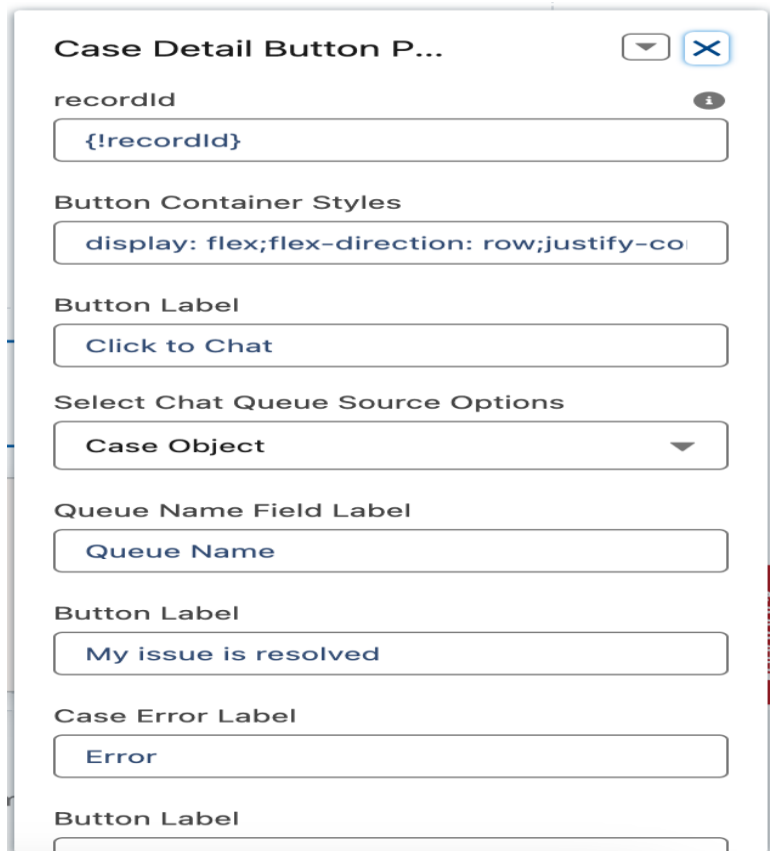 Case Detail Button P...
recordId
{!recordId}
Button Container Styles
display: flex;flex-direction: row;justify-co
Button Label
Click to Chat
Select Chat Queue Source Options
Case Object
Queue Name Field Label
Queue Name
Button Label
My issue is resolved
Case Error Label
Error
Button Label